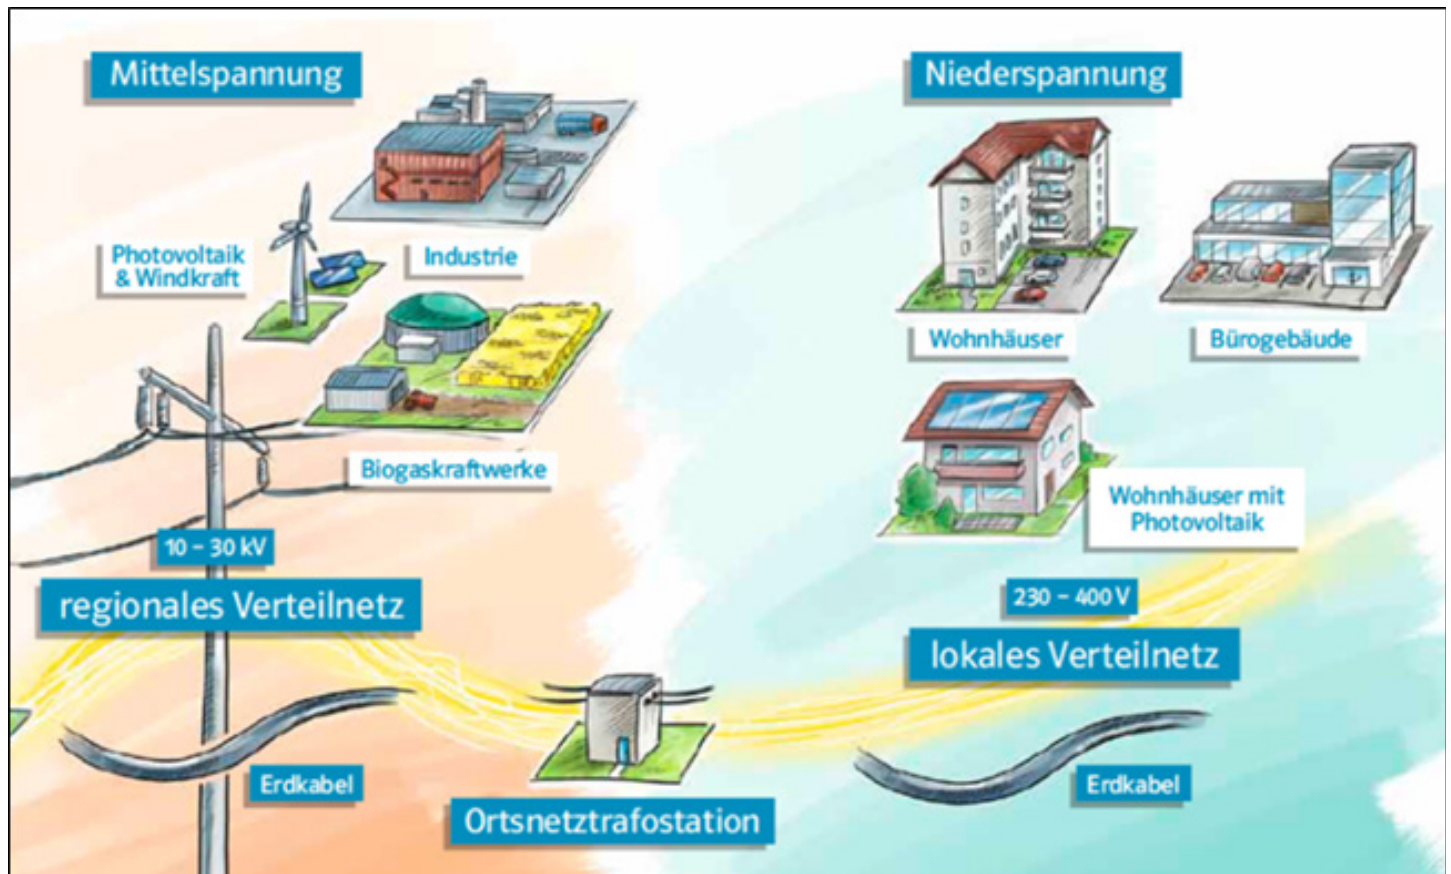 Mittelspannung
Niederspannung
Photovoltaik
& Windkraft
Industrie
Wohnhäuser
Bürogebäude
Biogaskraftwerke
Wohnhäuser mit
Photovoltaik
10 – 30 kV
regionales Verteilnetz
230 – 400 V
lokales Verteilnetz
Erdkabel
Erdkabel
Ortsnetztrafostation